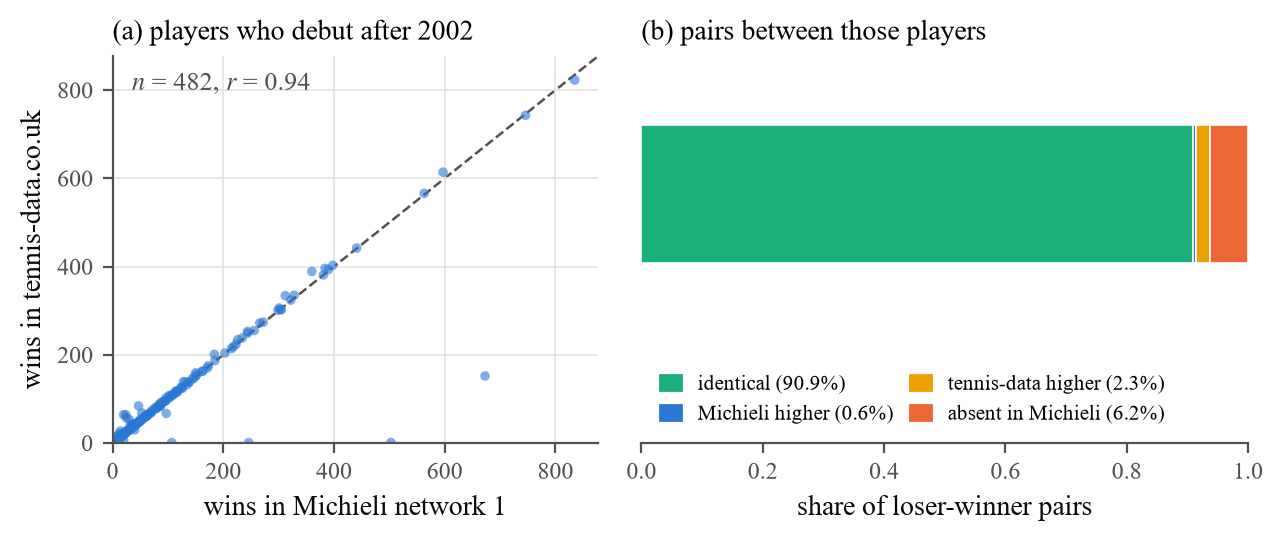 (a) players who debut after 2002
n = 482, r = 0.94
800
600
400
200
0
wins in tennis-data.co.uk
0 200 400 600 800
wins in Michieli network 1
(b) pairs between those players
identical (90.9%)
Michieli higher (0.6%)
tennis-data higher (2.3%)
absent in Michieli (6.2%)
0.0 0.2 0.4 0.6 0.8 1.0
share of loser-winner pairs